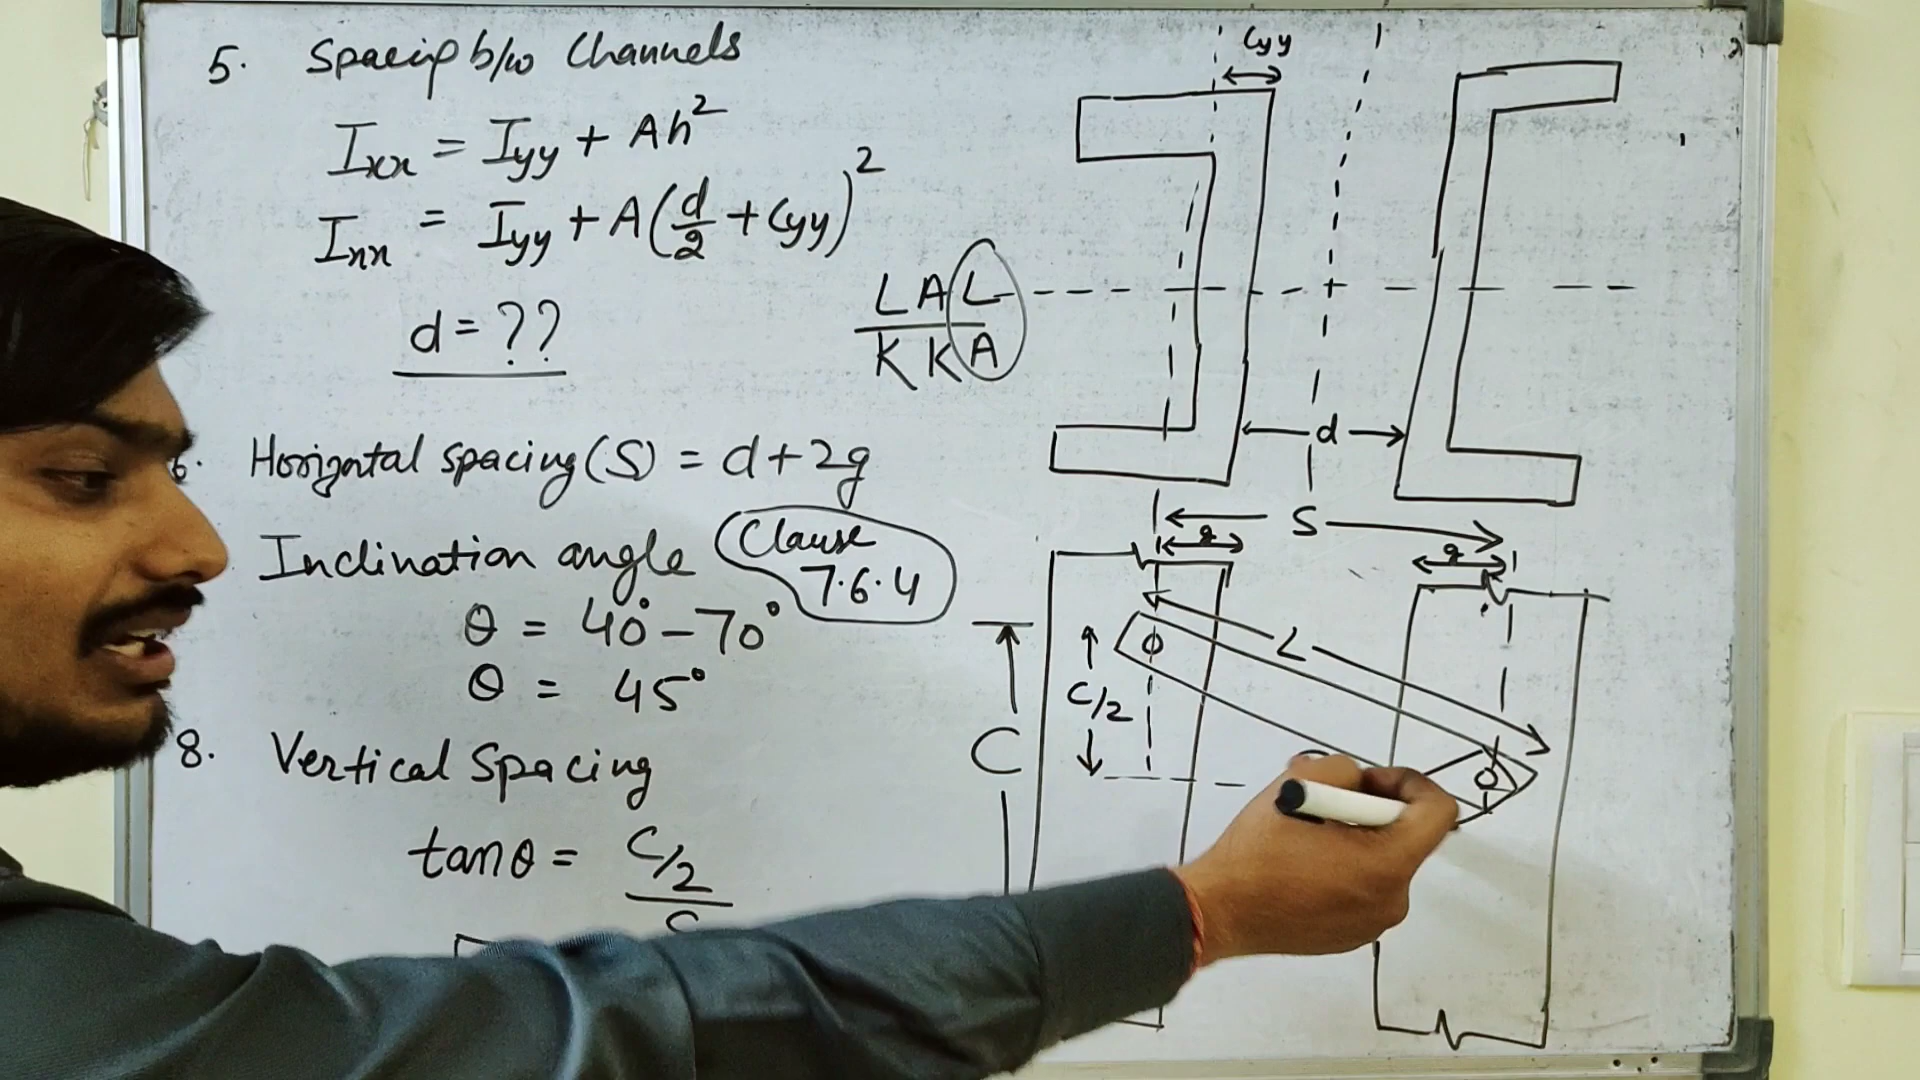 5. Spacing b/w Channels
Ixx = Iyy + Ah²
Ixx = Iyy + A(d/2 + Cyy)²
d = ??
6. Horizontal spacing (S) = d + 2g
Inclination angle
Clause
7.6.4
θ = 40° – 70°
θ = 45°
8. Vertical Spacing
tanθ = C/2
LAL
KKA
Cyy
d
S
g
g
L
C/2
C